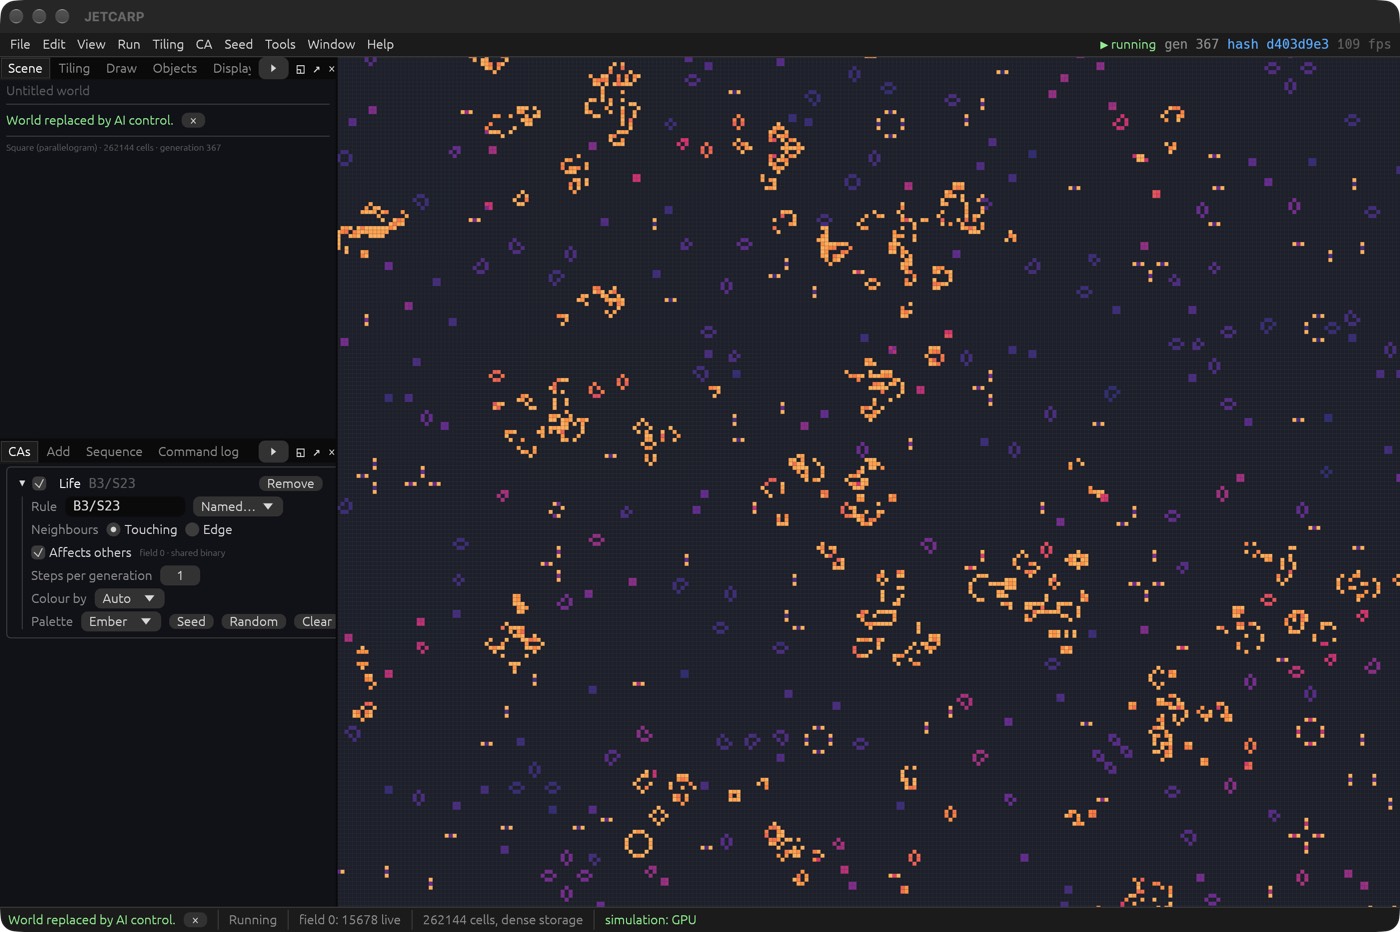 JETCARP
File Edit View Run Tiling CA Seed Tools Window Help
running gen 367 hash d403d9e3 109 fps
Scene Tiling Draw Objects Display
Untitled world
World replaced by AI control. x
Square (parallelogram) · 262144 cells · generation 367
CAs Add Sequence Command log
Life B3/S23 Remove
Rule B3/S23 Named...
Neighbours Touching Edge
Affects others field 0 · shared binary
Steps per generation 1
Colour by Auto
Palette Ember Seed Random Clear
World replaced by AI control. x Running field 0: 15678 live 262144 cells, dense storage simulation: GPU